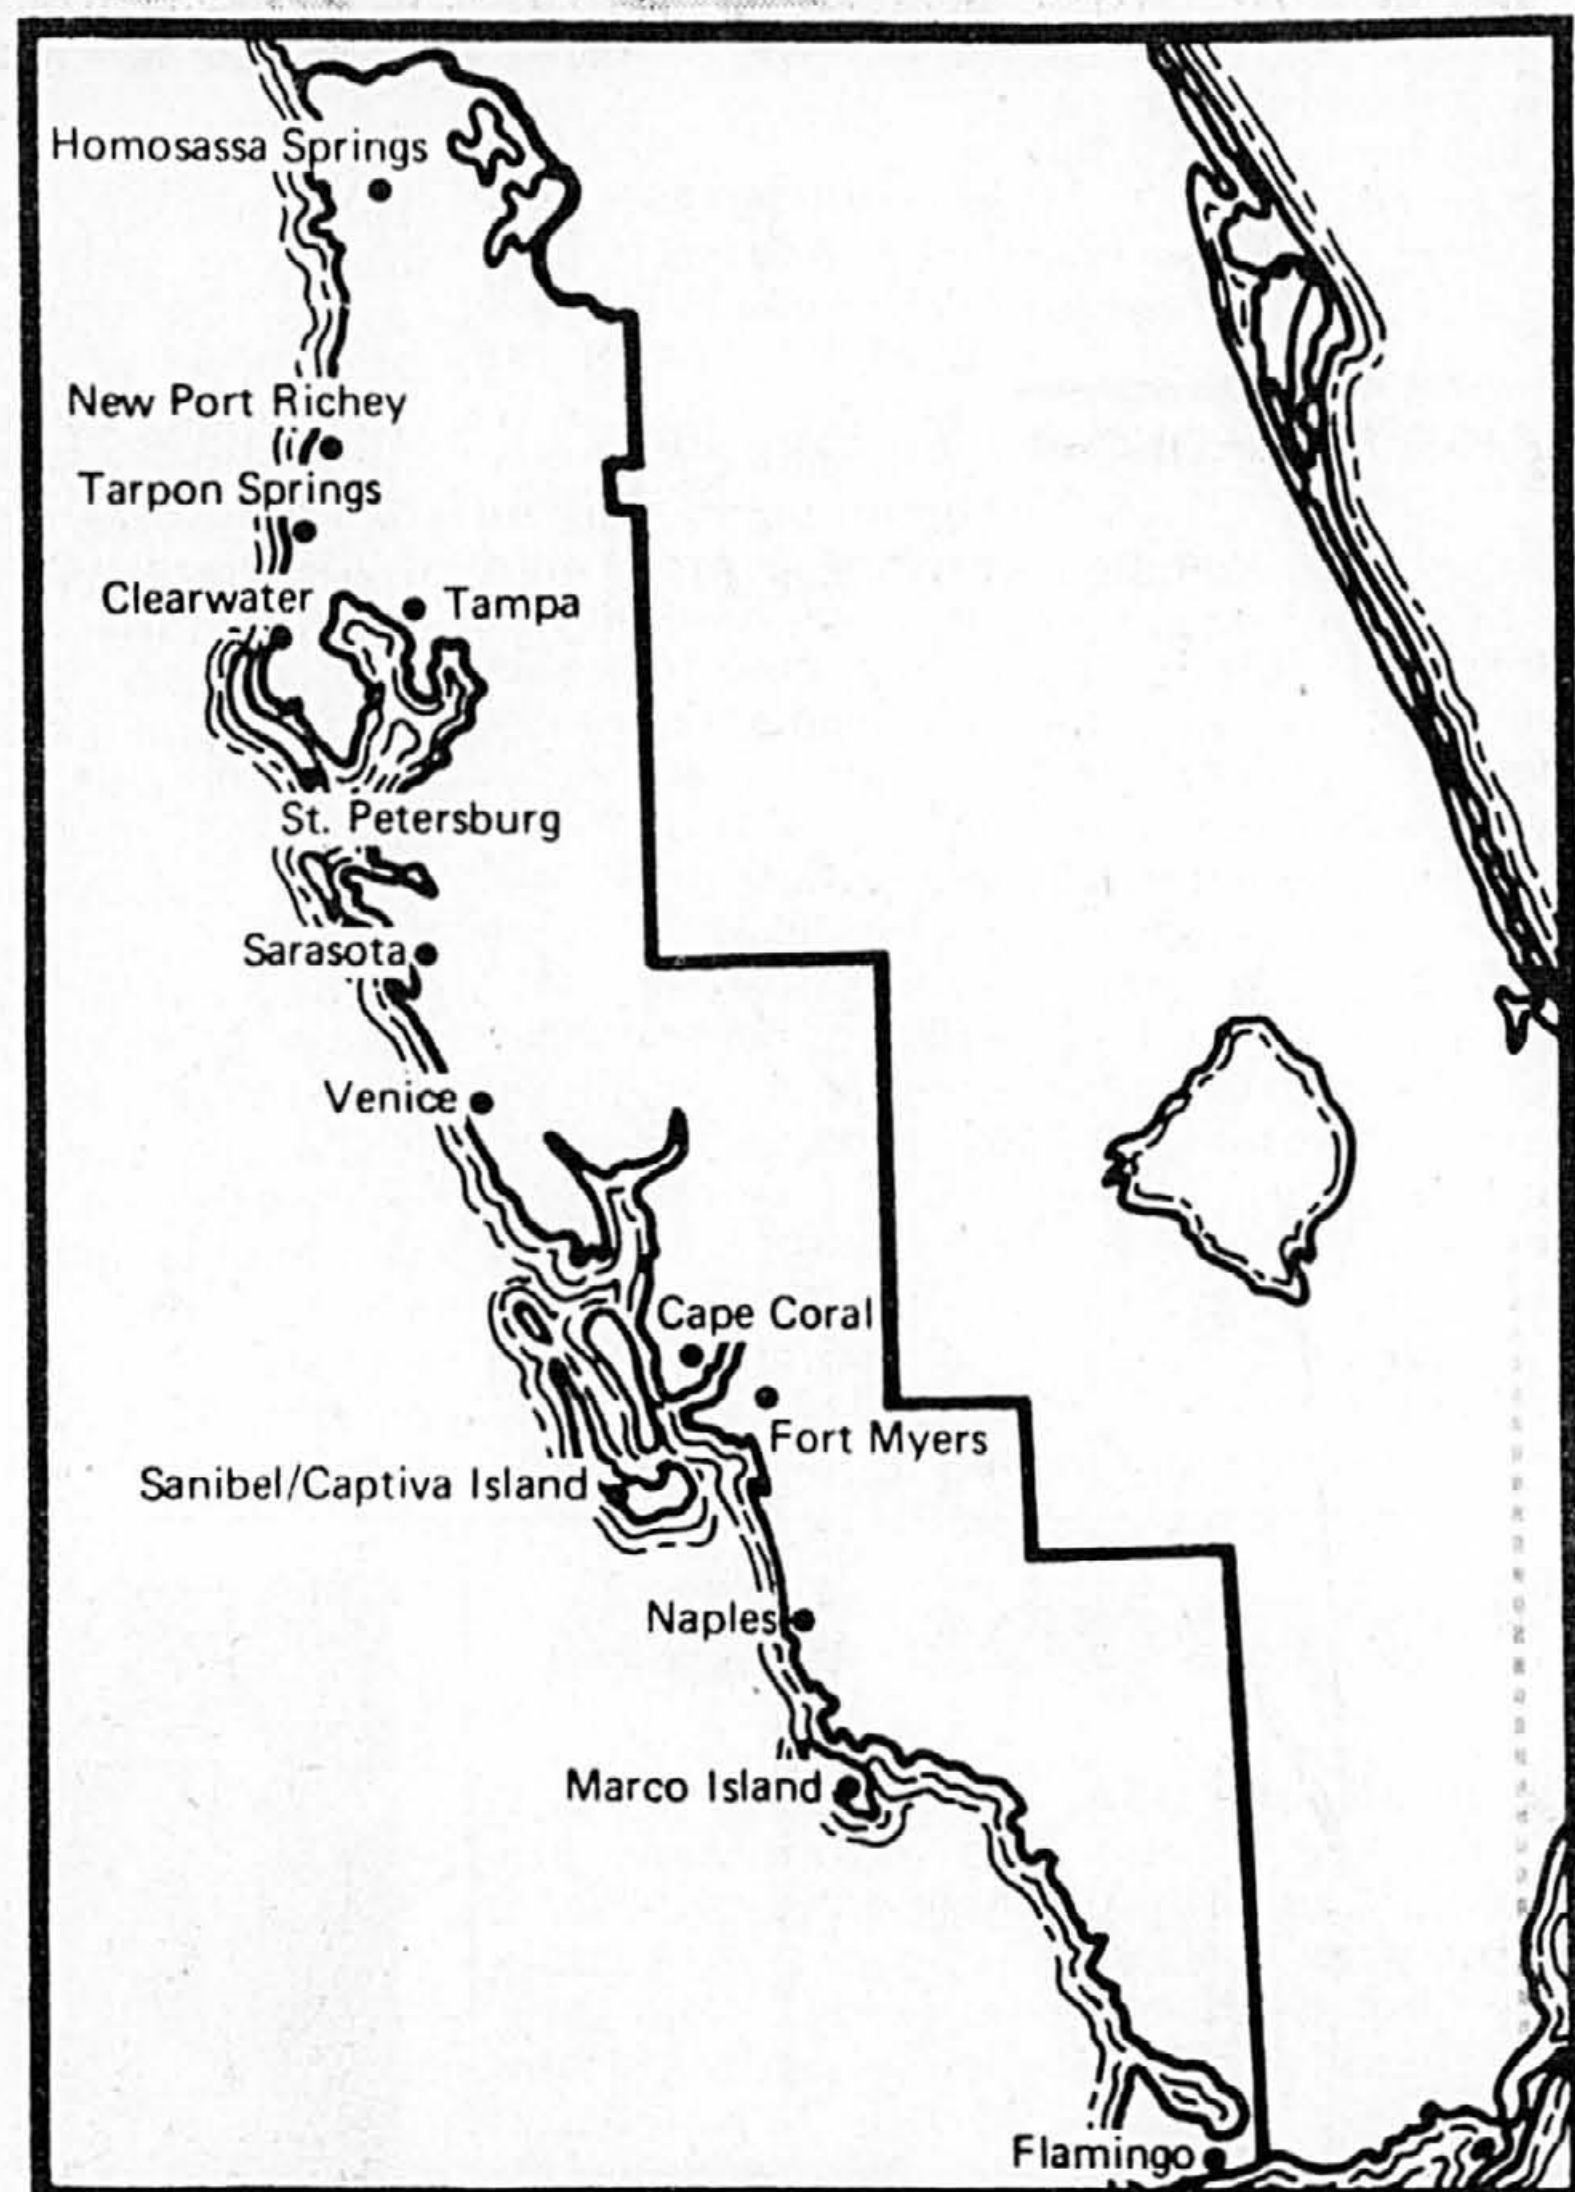 Homosassa Springs
New Port Richey
Tarpon Springs
Clearwater
Tampa
St. Petersburg
Sarasota
Venice
Cape Coral
Fort Myers
Sanibel/Captiva Island
Naples
Marco Island
Flamingo